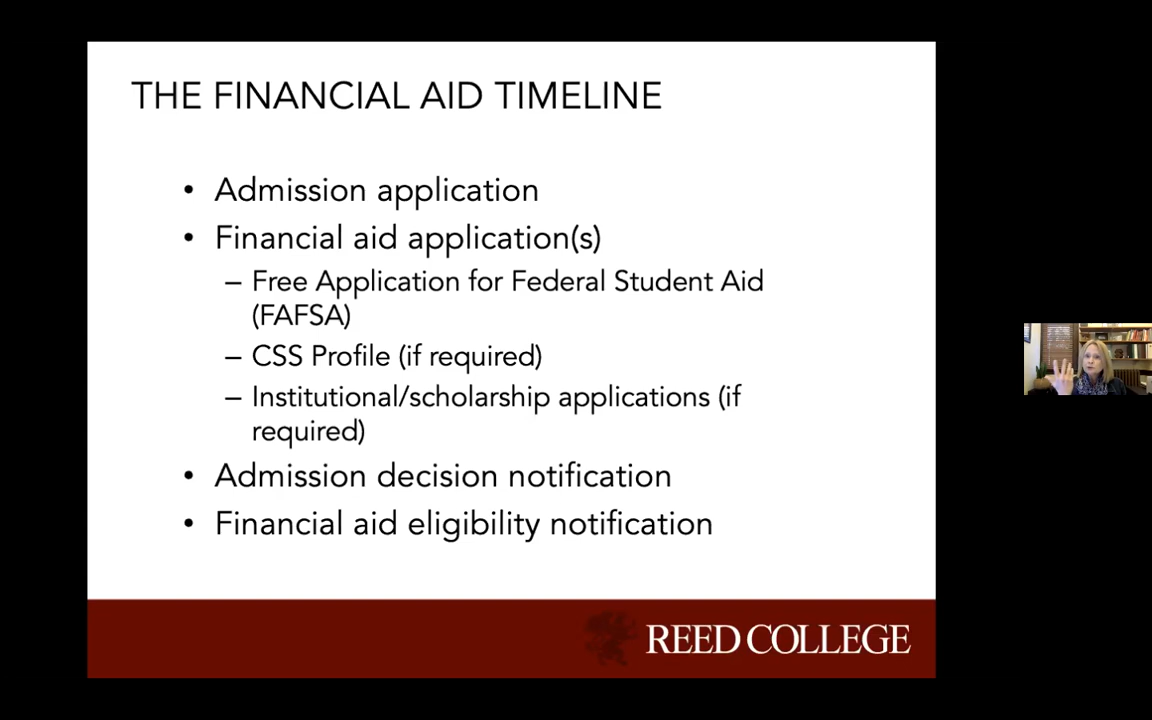 THE FINANCIAL AID TIMELINE
• Admission application
• Financial aid application(s)
– Free Application for Federal Student Aid
(FAFSA)
– CSS Profile (if required)
– Institutional/scholarship applications (if
required)
• Admission decision notification
• Financial aid eligibility notification
REED COLLEGE